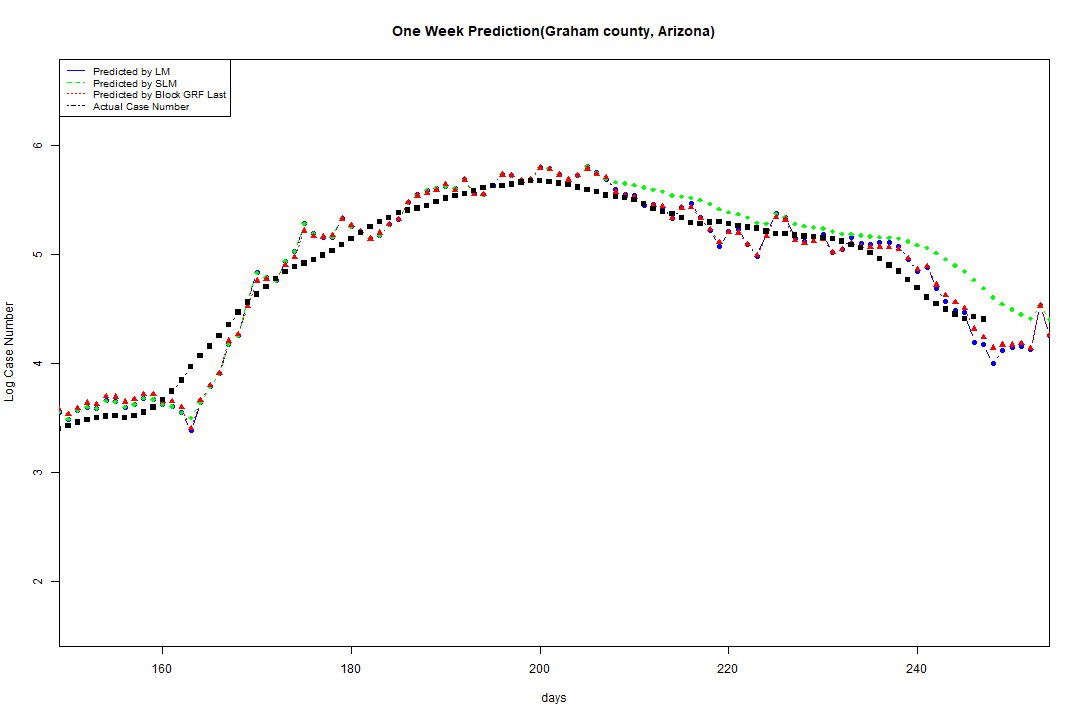 One Week Prediction(Graham county, Arizona)
Predicted by LM
Predicted by SLM
Predicted by Block GRF Last
Actual Case Number
6
5
4
3
2
Log Case Number
160 180 200 220 240
days